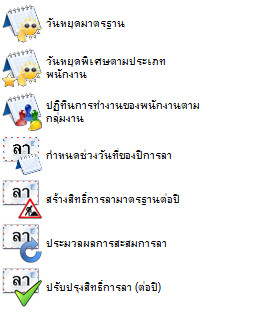 วันหยุดมาตรฐาน
วันหยุดพิเศษตามประเภท
พนักงาน
ปฏิทินการทำงานของพนักงานตาม
กลุ่มงาน
ลา
กำหนดช่วงวันที่ของปีการลา
ลา
สร้างสิทธิ์การลามาตรฐานต่อปี
ลา
ประมวลผลการสะสมการลา
ลา
ปรับปรุงสิทธิ์การลา (ต่อปี)